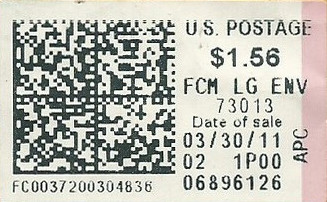 U.S. POSTAGE
$1.56
FCM LG ENV
73013
Date of sale
03/30/11
02 1P00
06896126
APC
FC0037200304836